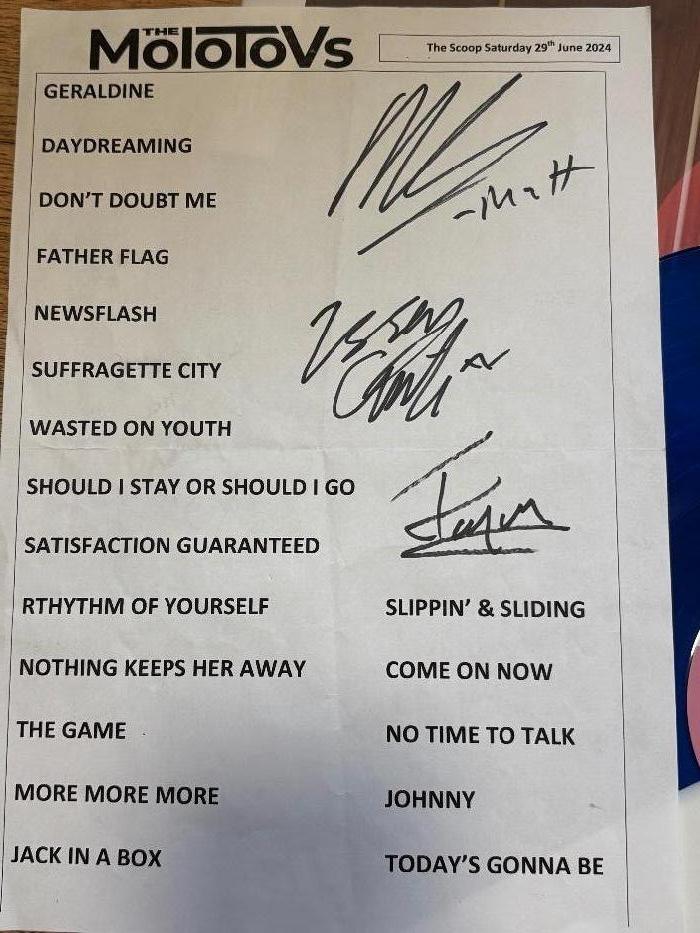 THE
MOLOTOVS
The Scoop Saturday 29th June 2024
GERALDINE
DAYDREAMING
DON'T DOUBT ME
FATHER FLAG
NEWSFLASH
SUFFRAGETTE CITY
WASTED ON YOUTH
SHOULD I STAY OR SHOULD I GO
SATISFACTION GUARANTEED
RTHYTHM OF YOURSELF
NOTHING KEEPS HER AWAY
THE GAME
MORE MORE MORE
JACK IN A BOX
-Matt
SLIPPIN' & SLIDING
COME ON NOW
NO TIME TO TALK
JOHNNY
TODAY'S GONNA BE